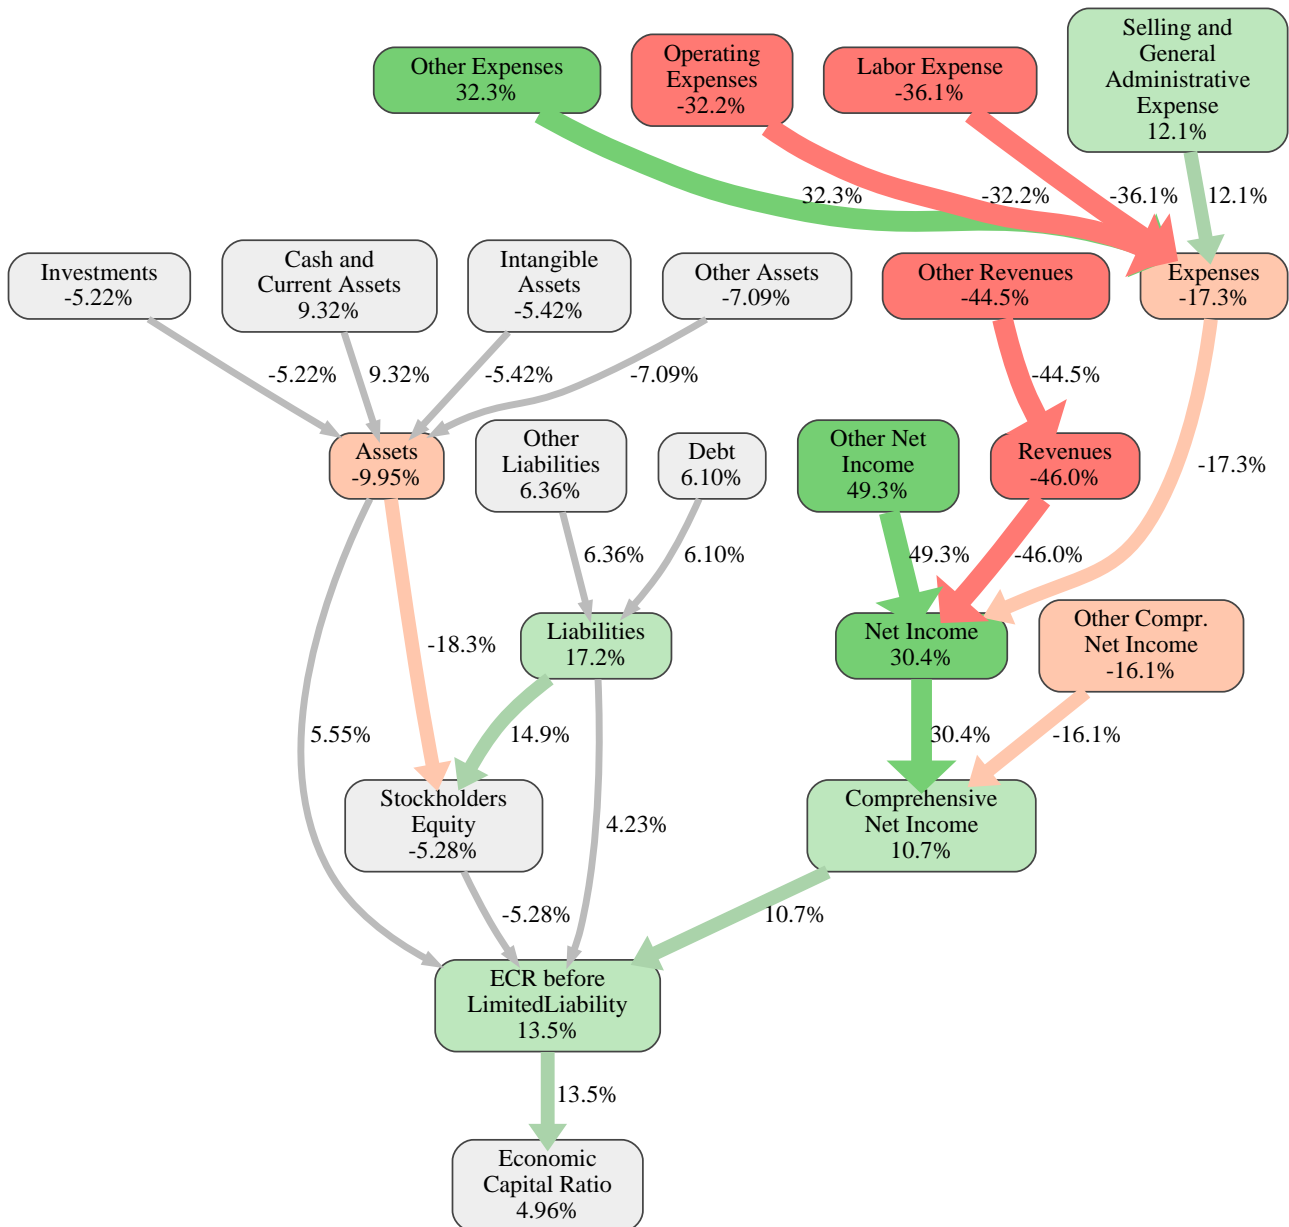 Selling and
General
Administrative
Expense
12.1%
Other Expenses
32.3%
Operating
Expenses
-32.2%
Labor Expense
-36.1%
32.3%
-32.2%
-36.1%
12.1%
Investments
-5.22%
Cash and
Current Assets
9.32%
Intangible
Assets
-5.42%
Other Assets
-7.09%
Other Revenues
-44.5%
Expenses
-17.3%
-5.22%
9.32%
-5.42%
-7.09%
-44.5%
-17.3%
Assets
-9.95%
Other
Liabilities
6.36%
Debt
6.10%
Other Net
Income
49.3%
Revenues
-46.0%
6.36%
6.10%
49.3%
-46.0%
Liabilities
17.2%
Net Income
30.4%
Other Compr.
Net Income
-16.1%
-18.3%
5.55%
14.9%
30.4%
-16.1%
Stockholders
Equity
-5.28%
4.23%
Comprehensive
Net Income
10.7%
-5.28%
10.7%
ECR before
LimitedLiability
13.5%
13.5%
Economic
Capital Ratio
4.96%